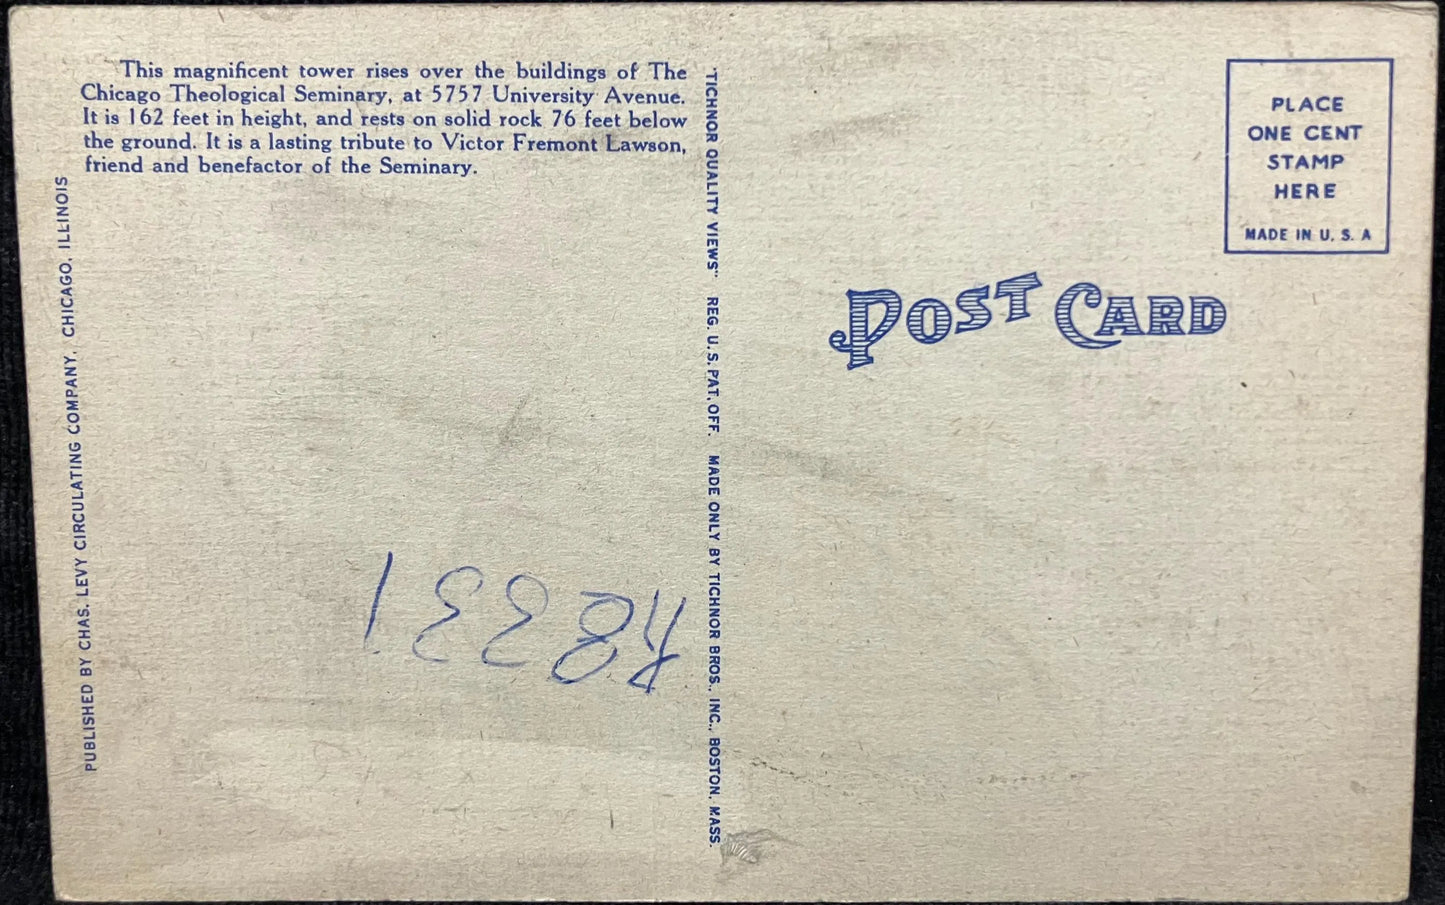 This magnificent tower rises over the buildings of The
Chicago Theological Seminary, at 5757 University Avenue.
It is 162 feet in height, and rests on solid rock 76 feet below
the ground. It is a lasting tribute to Victor Fremont Lawson,
friend and benefactor of the Seminary.
PUBLISHED BY CHAS. LEVY CIRCULATING COMPANY, CHICAGO, ILLINOIS
R8331
"TICHNOR QUALITY VIEWS" REG. U.S. PAT. OFF. MADE ONLY BY TICHNOR BROS., INC., BOSTON, MASS.
POST CARD
PLACE
ONE CENT
STAMP
HERE
MADE IN U. S. A